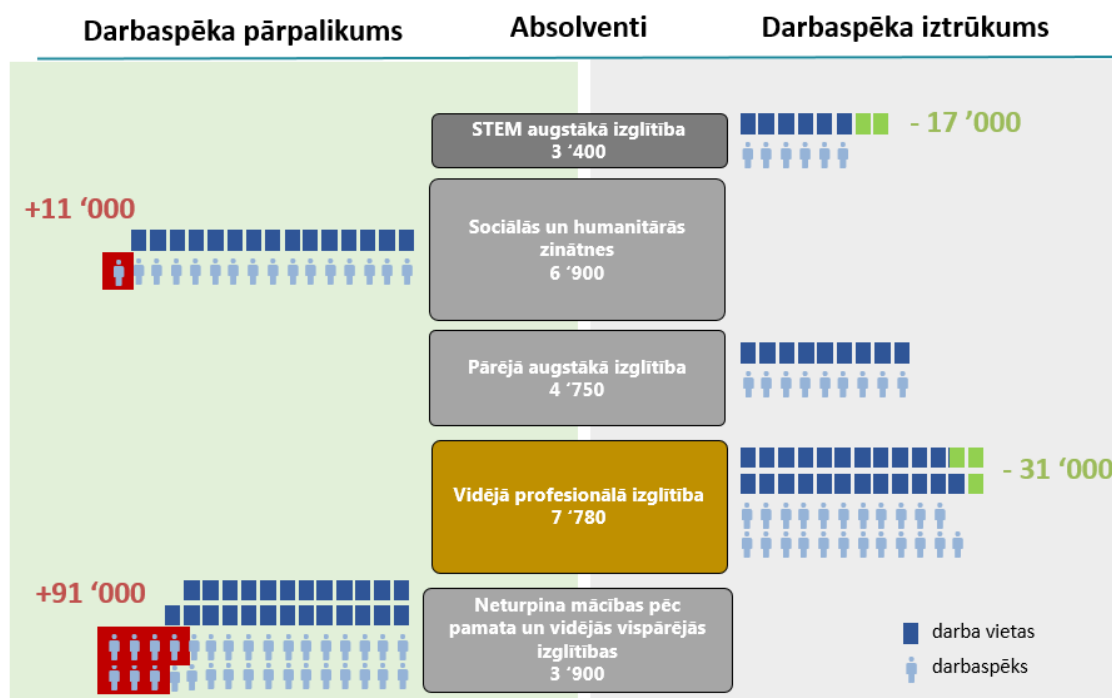 Darbaspēka pārpalikums
Absolventi
Darbaspēka iztrūkums
STEM augstākā izglītība
3 ‘400
- 17 ’000
+11 ‘000
Sociālās un humanitārās
zinātnes
6 ‘900
Pārējā augstākā izglītība
4 ‘750
Vidējā profesionālā izglītība
7 ‘780
- 31 ‘000
+91 ‘000
Neturpina mācības pēc
pamata un vidējās vispārējās
izglītības
3 ‘900
darba vietas
darbaspēks